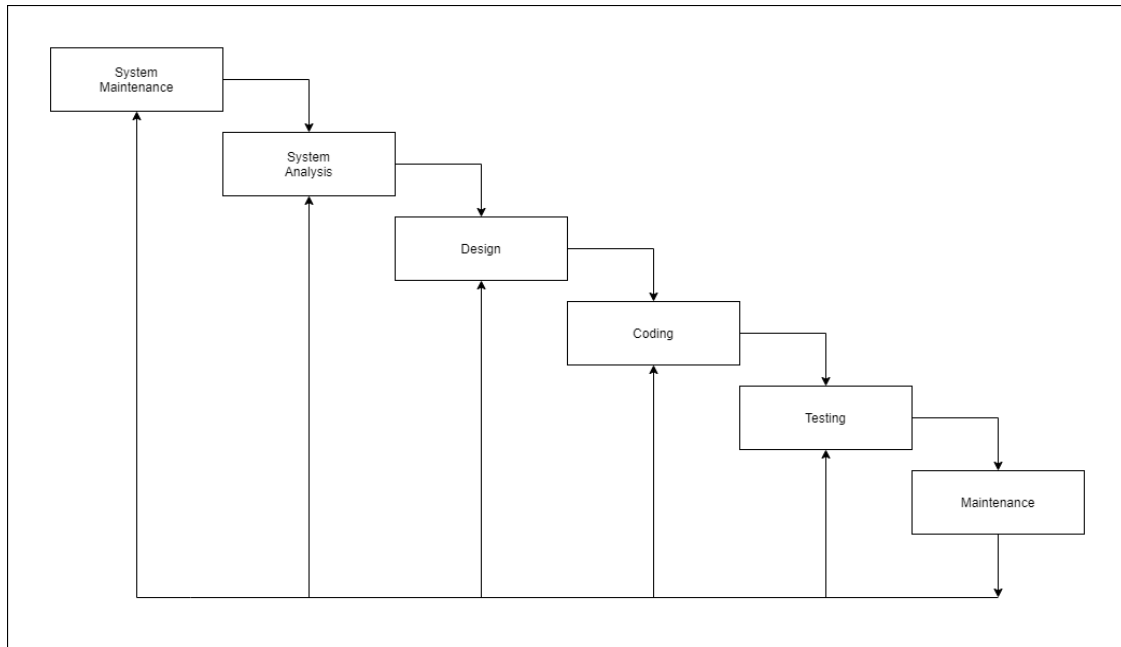 System
Maintenance
System
Analysis
Design
Coding
Testing
Maintenance